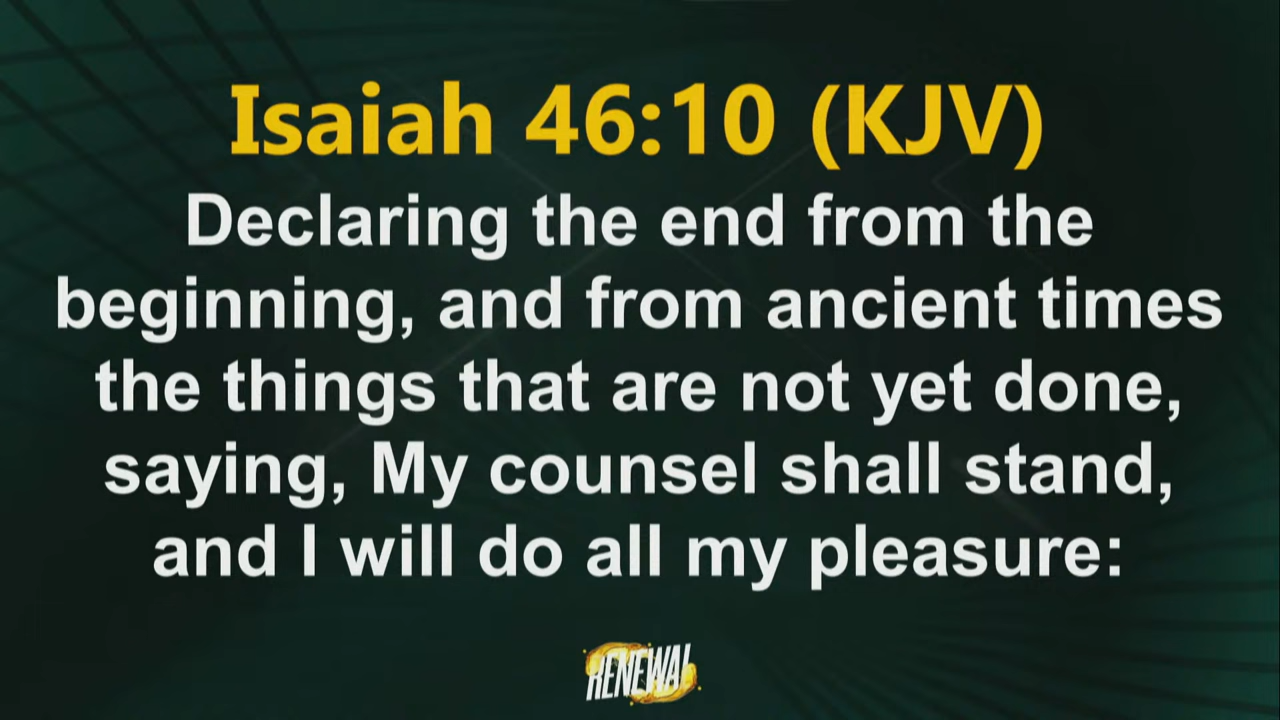 Isaiah 46:10 (KJV)
Declaring the end from the
beginning, and from ancient times
the things that are not yet done,
saying, My counsel shall stand,
and I will do all my pleasure:
RENEWAL